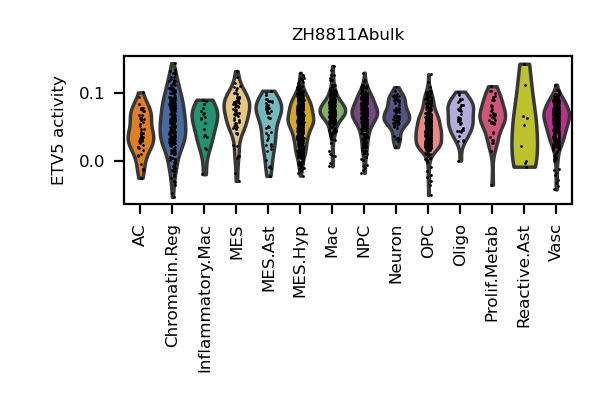 ZH8811Abulk
ETV5 activity
0.1
0.0
AC
Chromatin.Reg
Inflammatory.Mac
MES
MES.Ast
MES.Hyp
Mac
NPC
Neuron
OPC
Oligo
Prolif.Metab
Reactive.Ast
Vasc